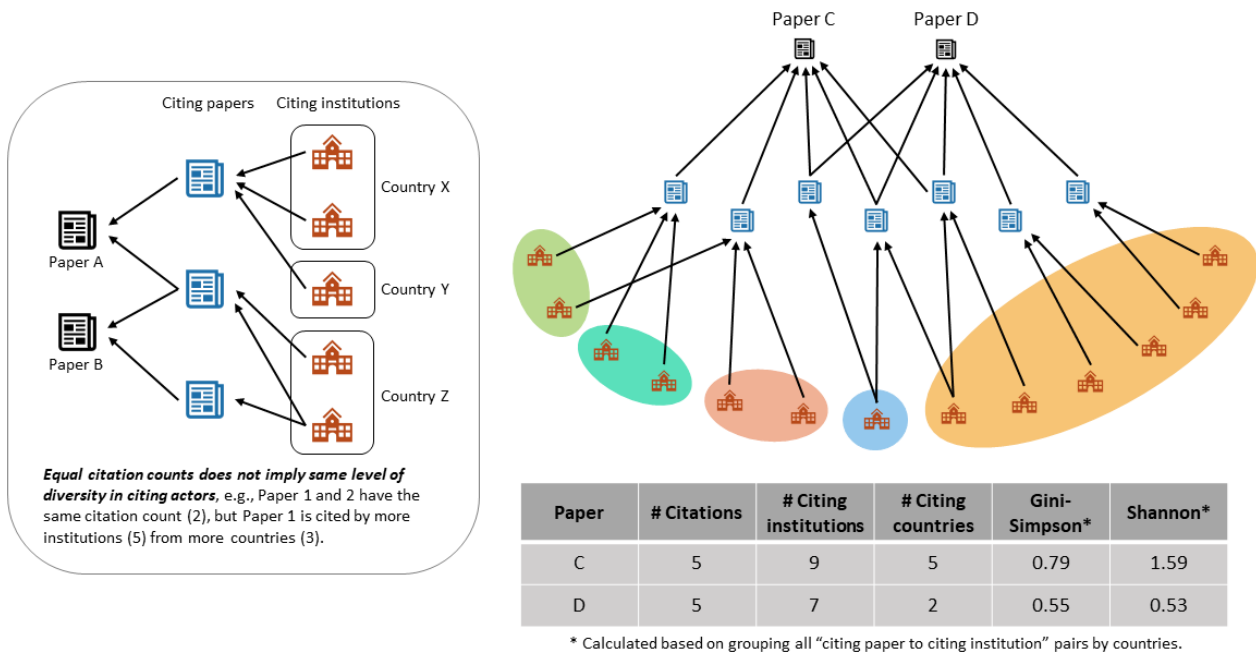 Citing papers
Citing institutions
Country X
Paper A
Country Y
Paper B
Country Z
Equal citation counts does not imply same level of
diversity in citing actors, e.g., Paper 1 and 2 have the
same citation count (2), but Paper 1 is cited by more
institutions (5) from more countries (3).
Paper C
Paper D
Paper # Citations # Citing institutions # Citing countries Gini-Simpson* Shannon*
C 5 9 5 0.79 1.59
D 5 7 2 0.55 0.53
* Calculated based on grouping all “citing paper to citing institution” pairs by countries.